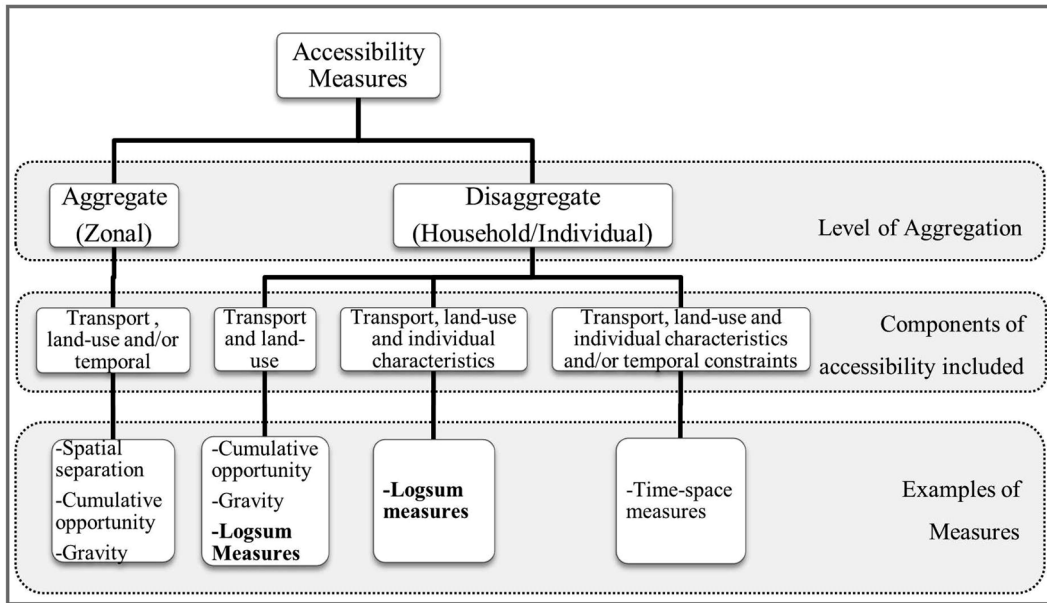 Accessibility
Measures
Aggregate
(Zonal)
Disaggregate
(Household/Individual)
Level of Aggregation
Transport ,
land-use and/or
temporal
Transport
and land-
use
Transport, land-use
and individual
characteristics
Transport, land-use and
individual characteristics
and/or temporal constraints
Components of
accessibility included
-Spatial
separation
-Cumulative
opportunity
-Gravity
-Cumulative
opportunity
-Gravity
-Logsum
Measures
-Logsum
measures
-Time-space
measures
Examples of
Measures